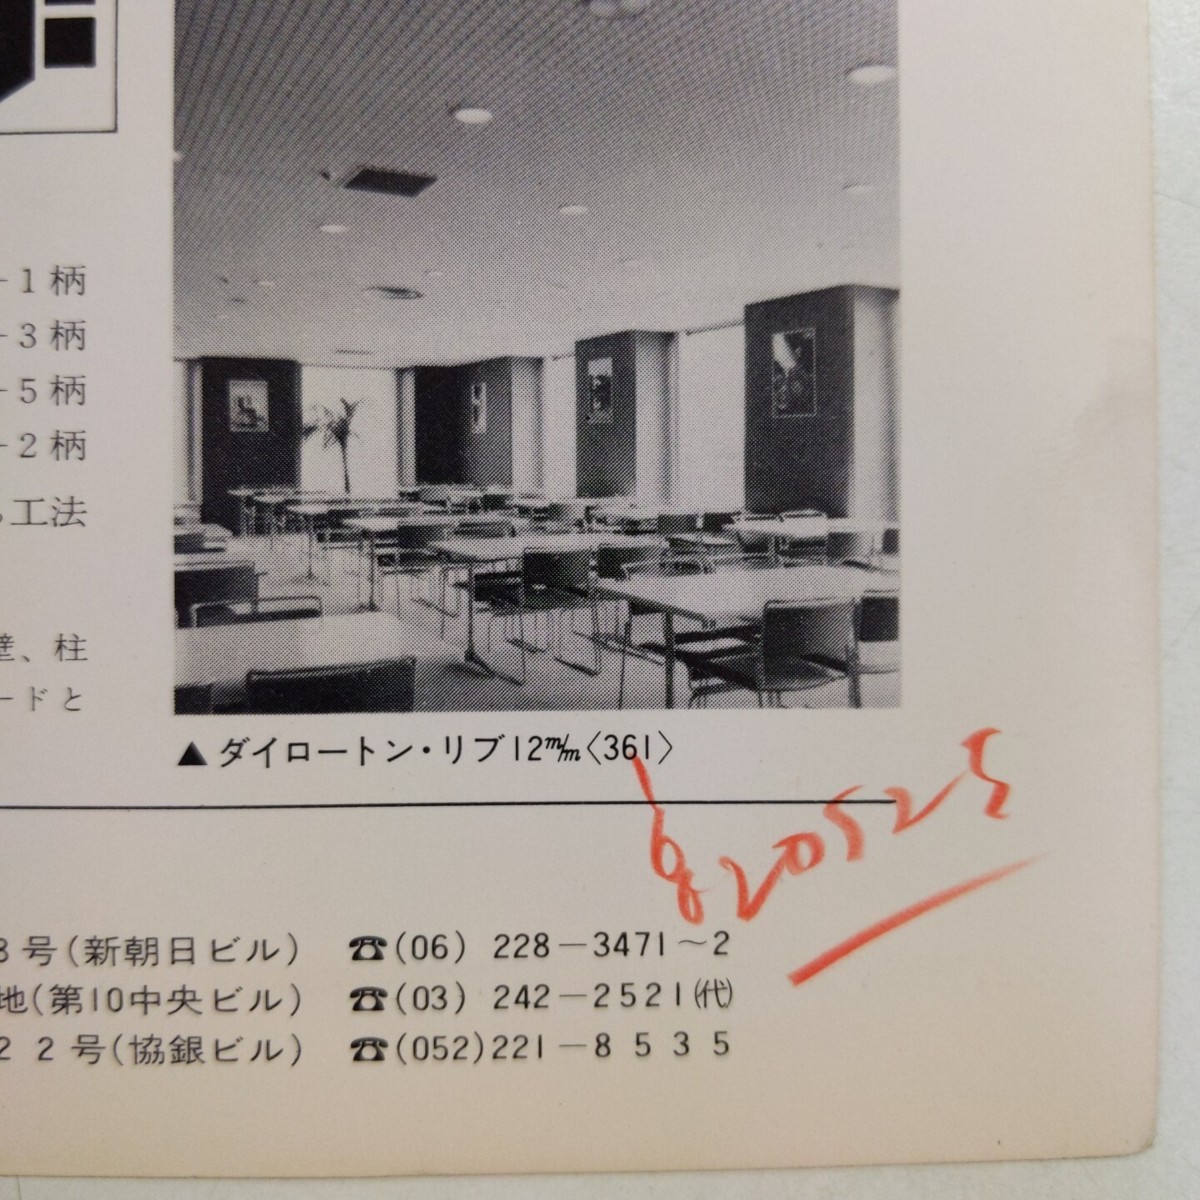 -1柄
-3柄
-5柄
-2柄
工法
壁、柱
ードと
▲ダイロートン・リブ12㎜〈361〉
20525
3号(新朝日ビル) ☎(06) 228-3471~2
地(第10中央ビル) ☎(03) 242-2521(代)
22号(協銀ビル) ☎(052)221-8535